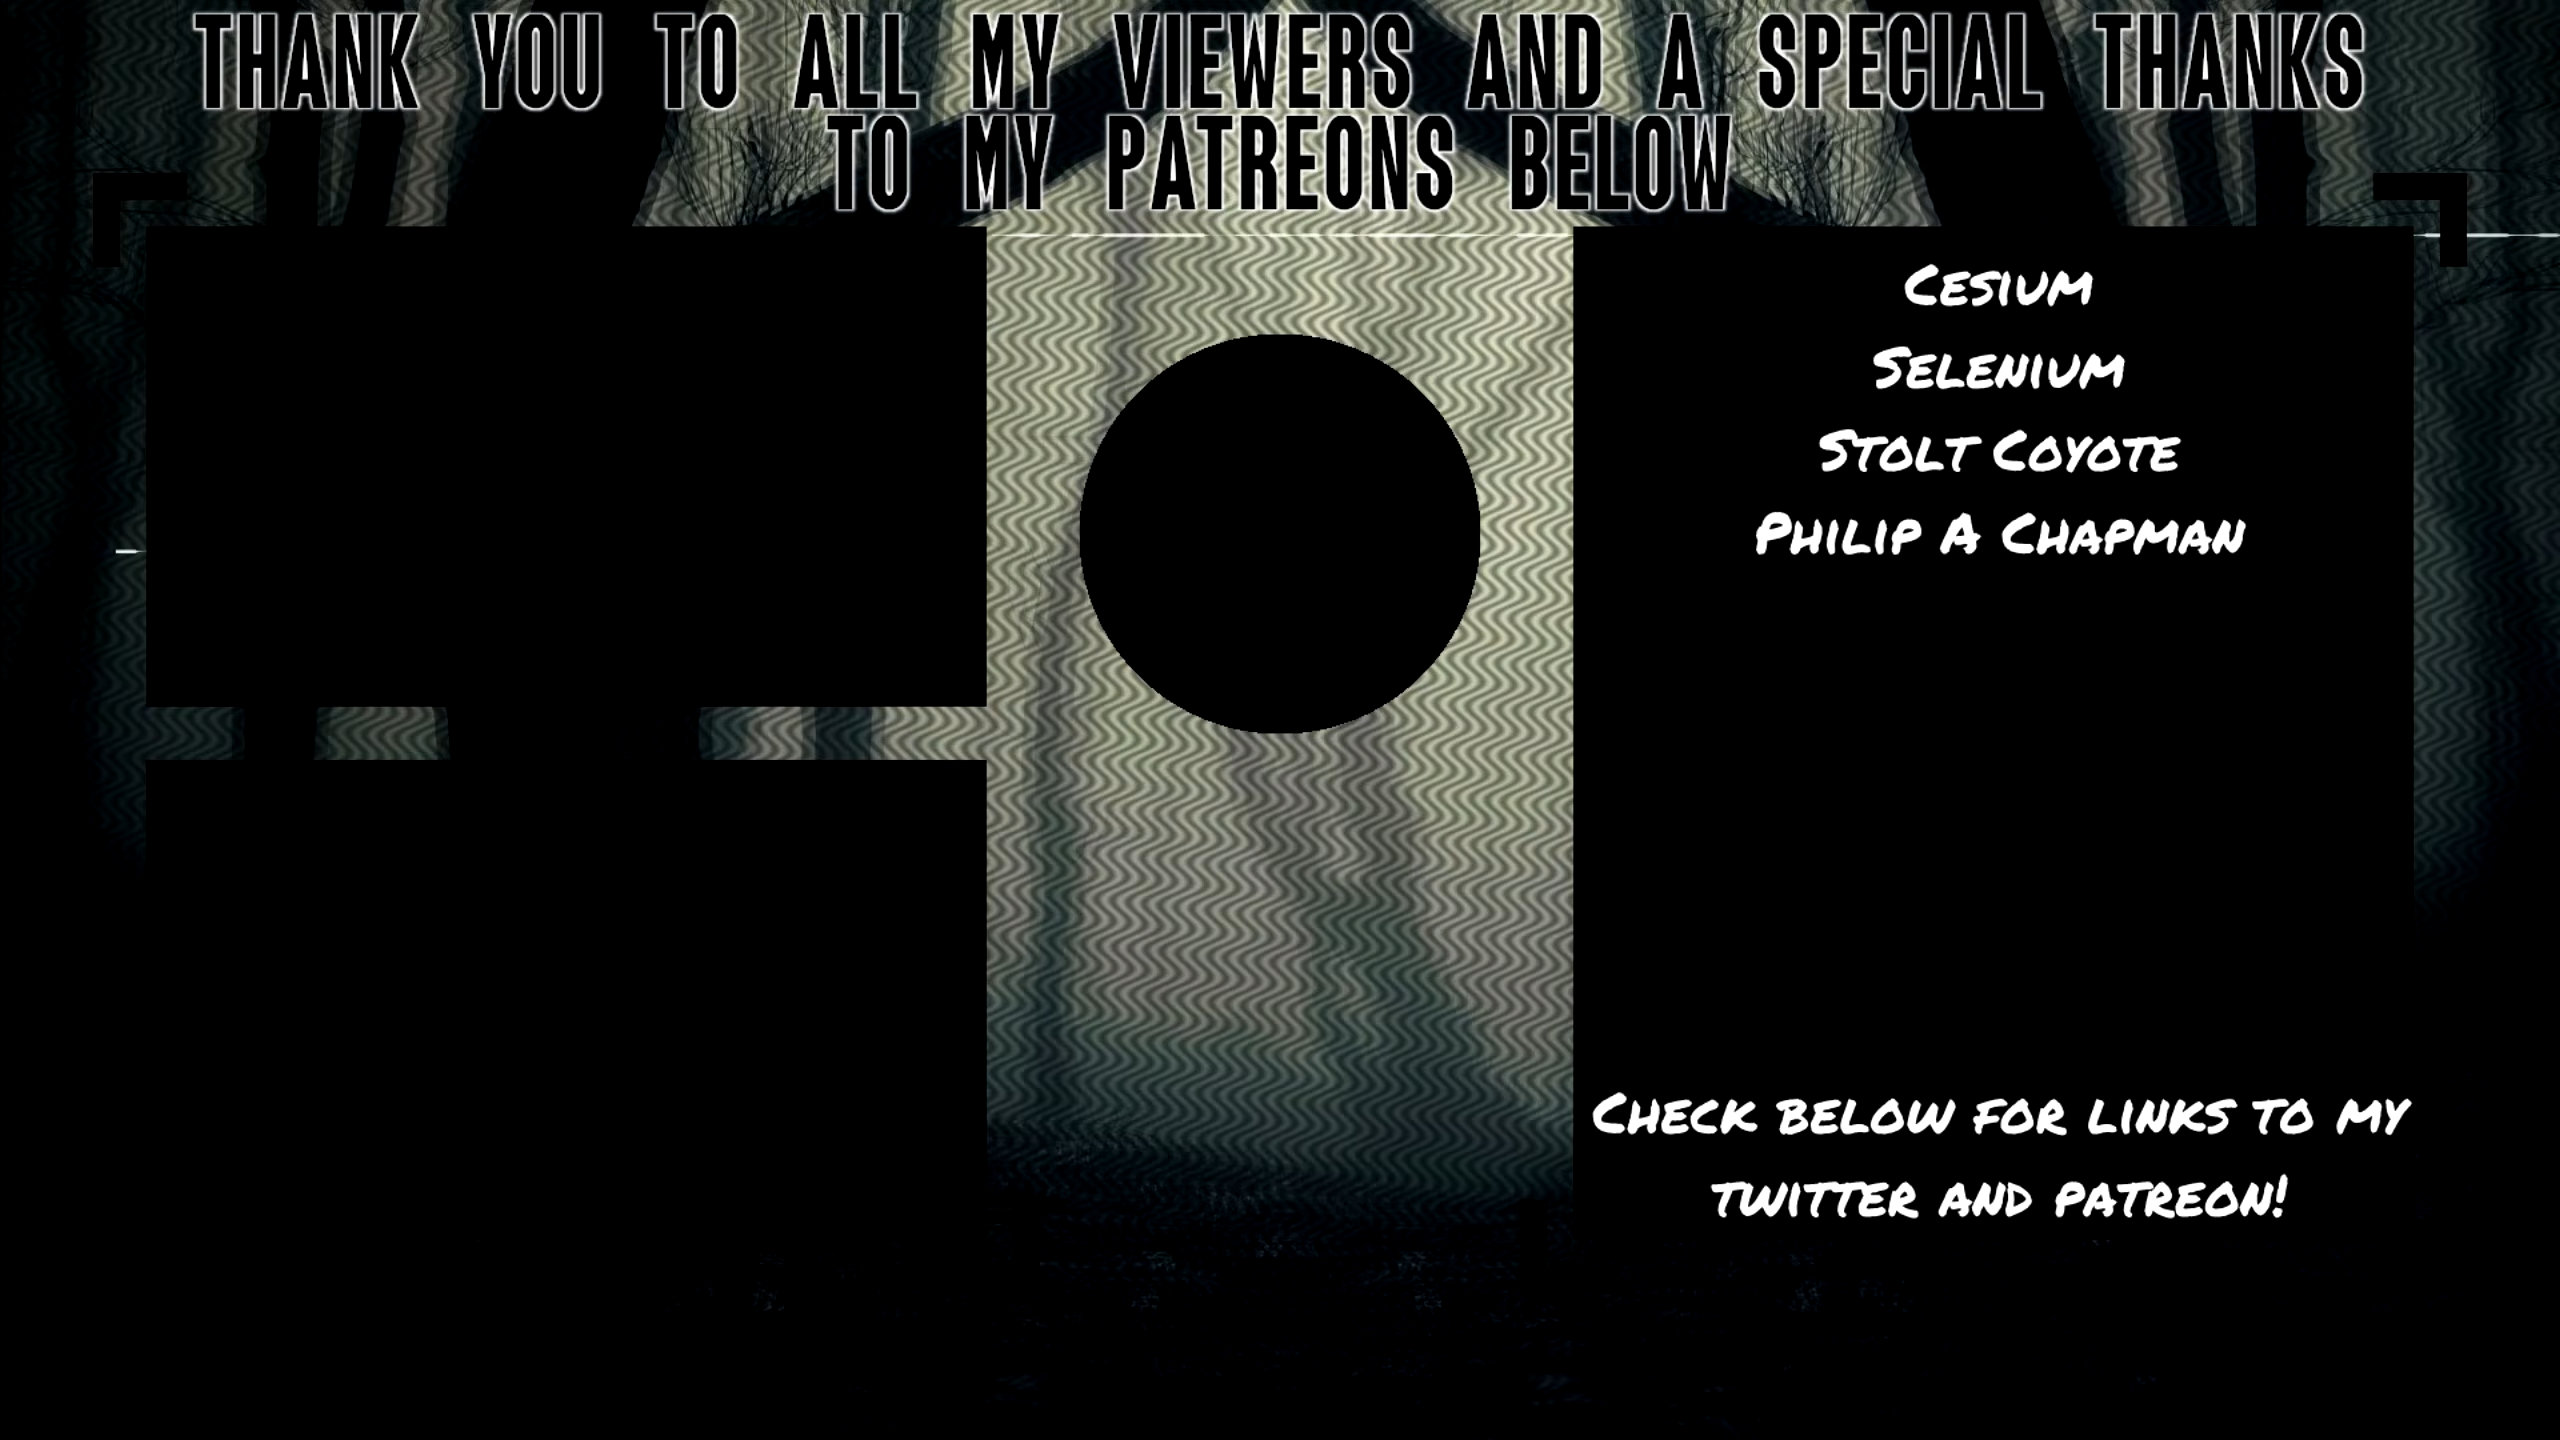 THANK YOU TO ALL MY VIEWERS AND A SPECIAL THANKS
TO MY PATREONS BELOW
CESIUM
SELENIUM
STOLT COYOTE
PHILIP A CHAPMAN
CHECK BELOW FOR LINKS TO MY
TWITTER AND PATREON!